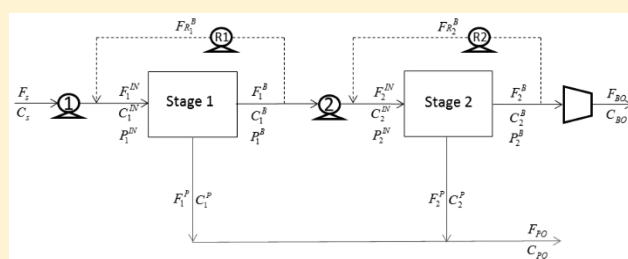 F_{R_1}^B
F_{R_2}^B
R1
R2
F_s
F_1^{IN}
Stage 1
F_1^B
F_2^{IN}
Stage 2
F_2^B
F_{BO}
1
2
C_s
C_1^{IN}
C_1^B
C_2^{IN}
C_2^B
C_{BO}
P_1^{IN}
P_1^B
P_2^{IN}
P_2^B
F_1^P C_1^P
F_2^P C_2^P
F_{PO}
C_{PO}